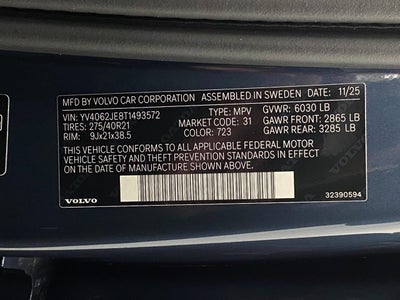 MFD BY VOLVO CAR CORPORATION ASSEMBLED IN SWEDEN DATE 11/25
VIN: YV4062JE8T1493572 TYPE: MPV GVWR: 6030 LB
TIRES: 275/40R21 MARKET CODE: 31 GAWR FRONT: 2865 LB
RIM: 9Jx21x38.5 COLOR: 723 GAWR REAR: 3285 LB
THIS VEHICLE CONFORMS TO ALL APPLICABLE FEDERAL MOTOR
VEHICLE SAFETY AND THEFT PREVENTION STANDARDS IN EFFECT
ON THE DATE OF MANUFACTURE SHOWN ABOVE.
VOLVO 32390594